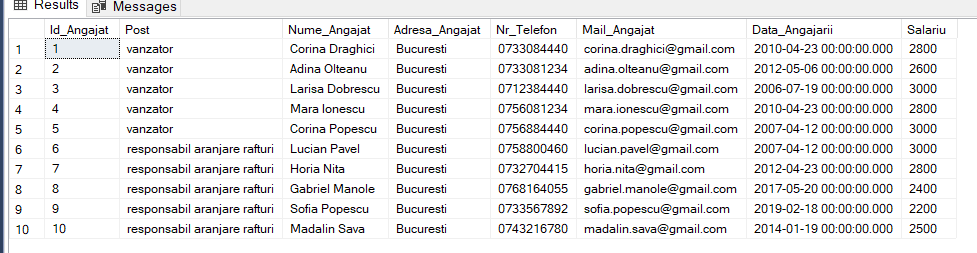 Results Messages
Id_Angajat Post Nume_Angajat Adresa_Angajat Nr_Telefon Mail_Angajat Data_Angajarii Salariu
1 1 vanzator Corina Draghici Bucuresti 0733084440 corina.draghici@gmail.com 2010-04-23 00:00:00.000 2800
2 2 vanzator Adina Olteanu Bucuresti 0733081234 adina.olteanu@gmail.com 2012-05-06 00:00:00.000 2600
3 3 vanzator Larisa Dobrescu Bucuresti 0712384440 larisa.dobrescu@gmail.com 2006-07-19 00:00:00.000 3000
4 4 vanzator Mara Ionescu Bucuresti 0756081234 mara.ionescu@gmail.com 2010-04-23 00:00:00.000 2800
5 5 vanzator Corina Popescu Bucuresti 0756884440 corina.popescu@gmail.com 2007-04-12 00:00:00.000 3000
6 6 responsabil aranjare rafturi Lucian Pavel Bucuresti 0758800460 lucian.pavel@gmail.com 2007-04-12 00:00:00.000 3000
7 7 responsabil aranjare rafturi Horia Nita Bucuresti 0732704415 horia.nita@gmail.com 2012-04-23 00:00:00.000 2800
8 8 responsabil aranjare rafturi Gabriel Manole Bucuresti 0768164055 gabriel.manole@gmail.com 2017-05-20 00:00:00.000 2400
9 9 responsabil aranjare rafturi Sofia Popescu Bucuresti 0733567892 sofia.popescu@gmail.com 2019-02-18 00:00:00.000 2200
10 10 responsabil aranjare rafturi Madalin Sava Bucuresti 0743216780 madalin.sava@gmail.com 2014-01-19 00:00:00.000 2500